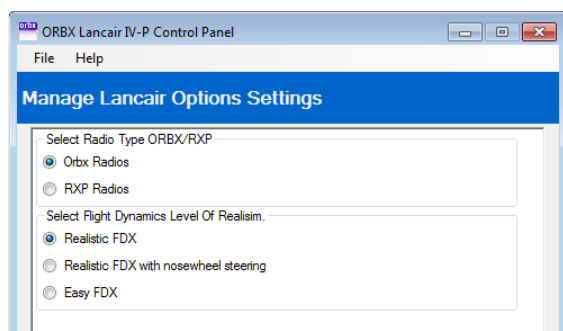 orbx ORBX Lancair IV-P Control Panel
File Help
Manage Lancair Options Settings
Select Radio Type ORBX/RXP
Orbx Radios
RXP Radios
Select Flight Dynamics Level Of Realisim.
Realistic FDX
Realistic FDX with nosewheel steering
Easy FDX